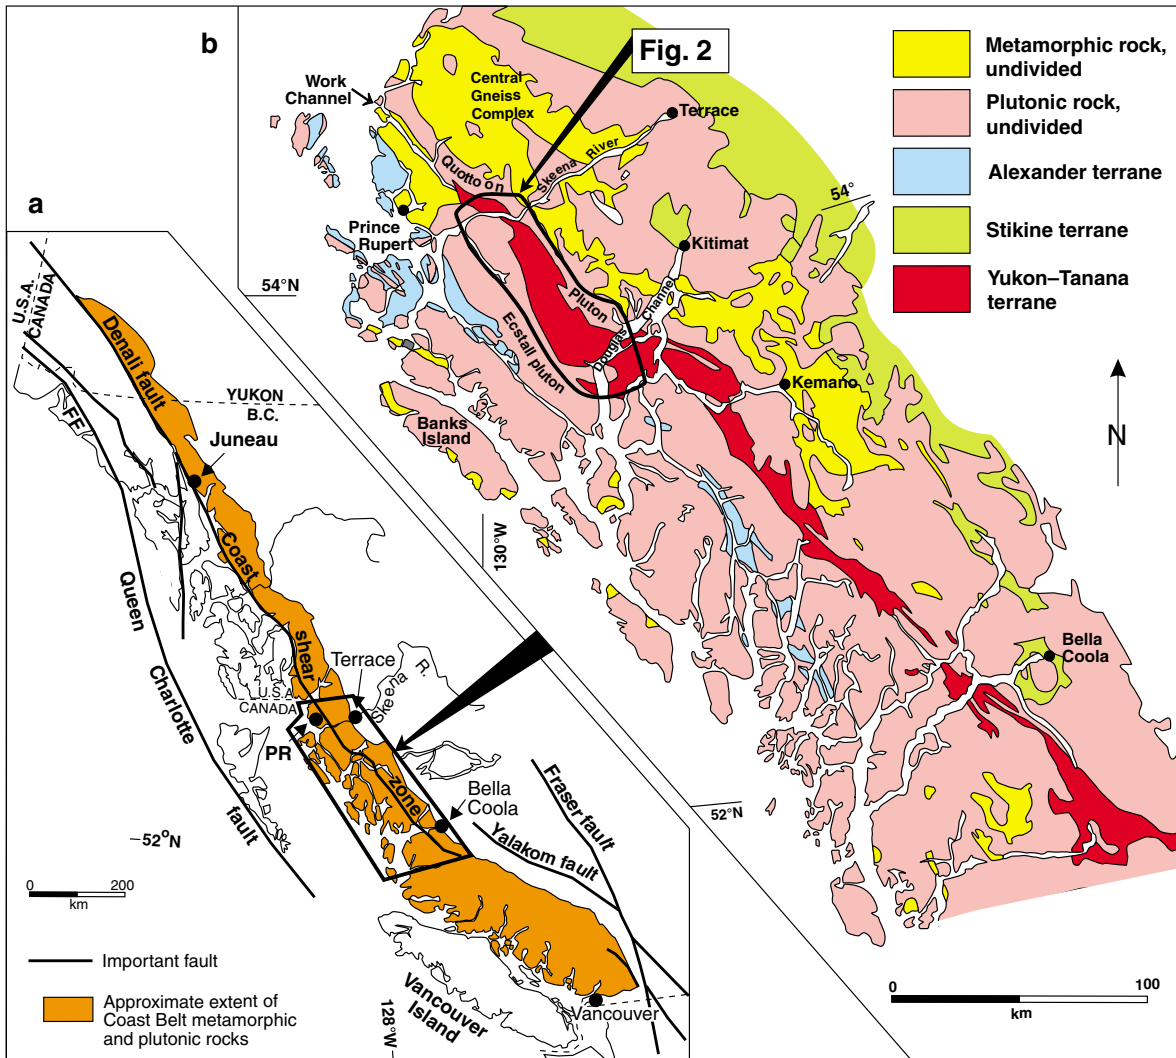 b
Fig. 2
Work
Channel
Central
Gneiss
Complex
Terrace
Skeena River
Quotto on
Prince
Rupert
54°
Kitimat
54°N
Pluton
Channel
Douglas
Ecstall pluton
Kemano
Banks
Island
130°W
Bella
Coola
52°N
N
Metamorphic rock,
undivided
Plutonic rock,
undivided
Alexander terrane
Stikine terrane
Yukon–Tanana
terrane
0
100
km
a
U.S.A.
CANADA
Denali fault
YUKON
B.C.
FF
Juneau
Coast
shear
zone
Queen
Charlotte
fault
Terrace
U.S.A
CANADA
Skeena R.
PR
Bella
Coola
Fraser fault
Yalakom fault
52°N
0
200
km
Important fault
Approximate extent of
Coast Belt metamorphic
and plutonic rocks
128°W
Vancouver
Island
Vancouver